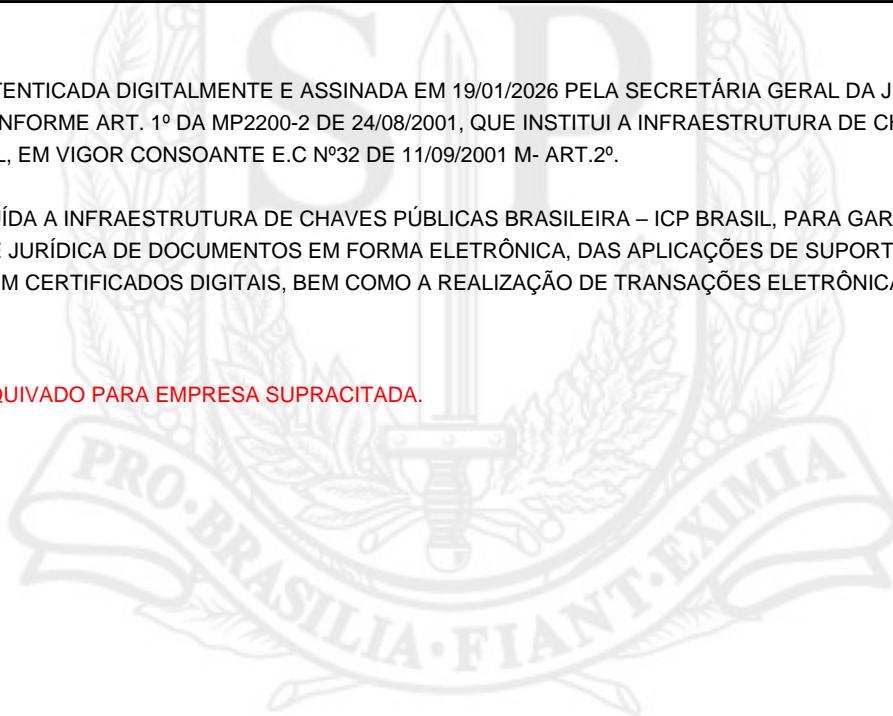 TENTICADA DIGITALMENTE E ASSINADA EM 19/01/2026 PELA SECRETÁRIA GERAL DA J
NFORME ART. 1º DA MP2200-2 DE 24/08/2001, QUE INSTITUI A INFRAESTRUTURA DE CH
L, EM VIGOR CONSOANTE E.C Nº32 DE 11/09/2001 M- ART.2º.
UÍDA A INFRAESTRUTURA DE CHAVES PÚBLICAS BRASILEIRA – ICP BRASIL, PARA GAR
E JURÍDICA DE DOCUMENTOS EM FORMA ELETRÔNICA, DAS APLICAÇÕES DE SUPORT
M CERTIFICADOS DIGITAIS, BEM COMO A REALIZAÇÃO DE TRANSAÇÕES ELETRÔNICA
QUIVADO PARA EMPRESA SUPRACITADA.
SP
PRO·BRASILIA·FIANT·EXIMIA